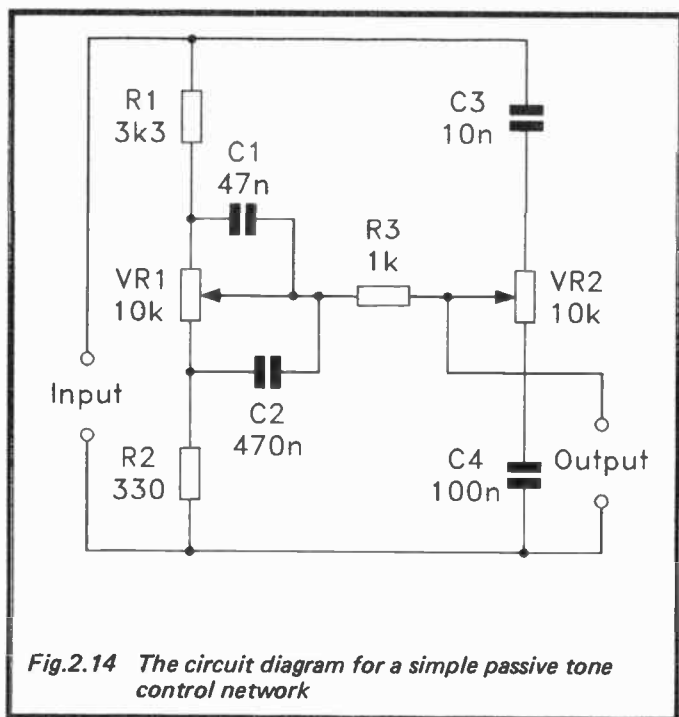 R1
3k3
C1
47n
C3
10n
R3
1k
VR1
10k
VR2
10k
Input
C2
470n
R2
330
C4
100n
Output
Fig.2.14 The circuit diagram for a simple passive tone
control network